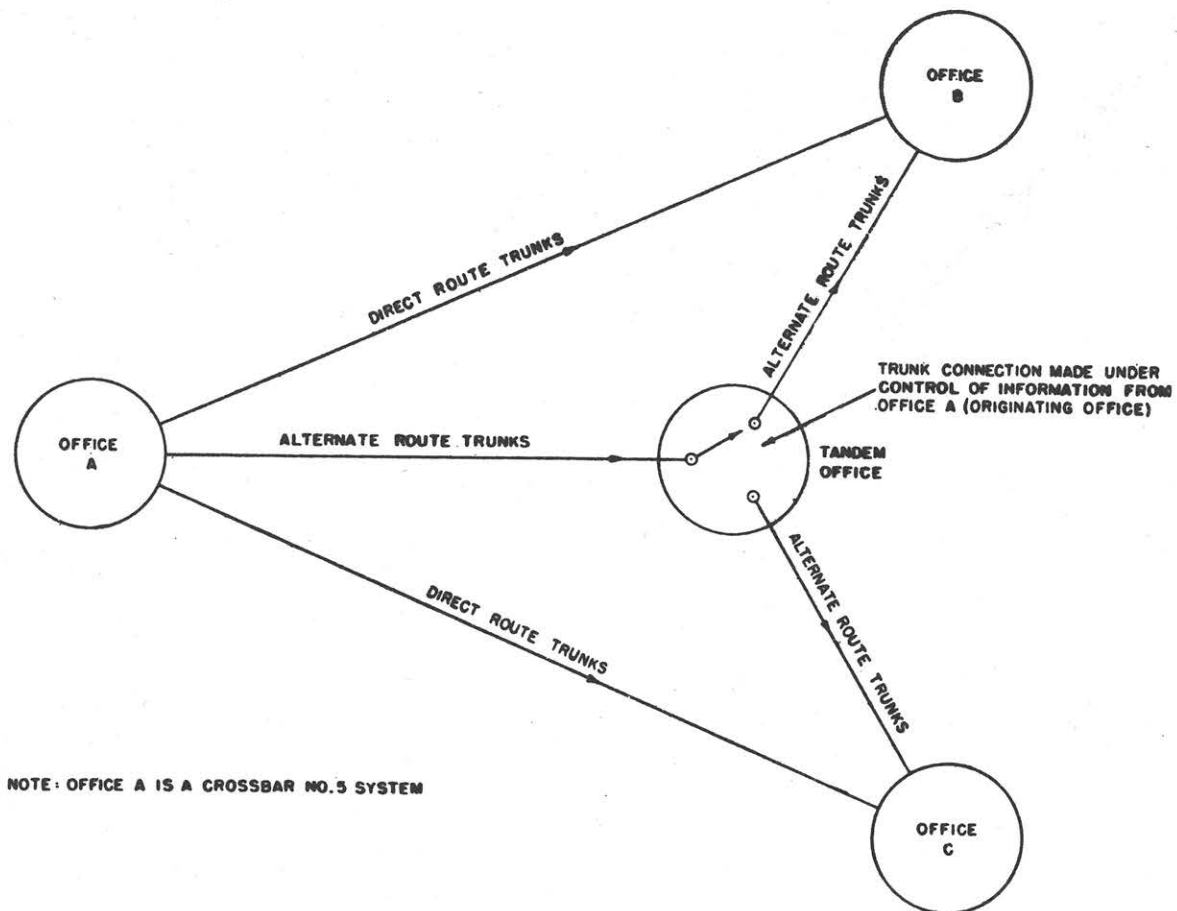 OFFICE
B
DIRECT ROUTE TRUNKS
ALTERNATE ROUTE TRUNKS
TRUNK CONNECTION MADE UNDER
CONTROL OF INFORMATION FROM
OFFICE A (ORIGINATING OFFICE)
OFFICE
A
ALTERNATE ROUTE TRUNKS
TANDEM
OFFICE
DIRECT ROUTE TRUNKS
ALTERNATE ROUTE TRUNKS
NOTE: OFFICE A IS A CROSSBAR NO.5 SYSTEM
OFFICE
C